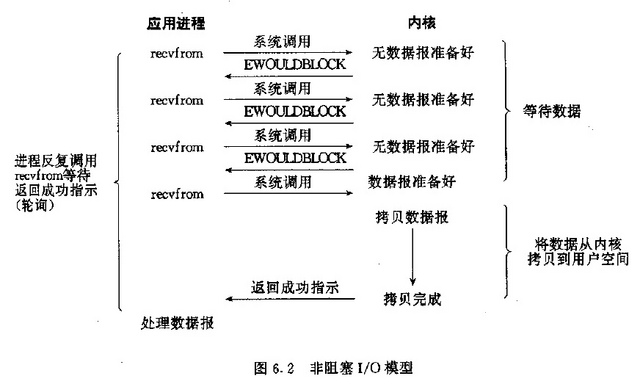 应用进程
内核
recvfrom
系统调用
无数据报准备好
EWOULDBLOCK
recvfrom
系统调用
无数据报准备好
EWOULDBLOCK
recvfrom
系统调用
无数据报准备好
EWOULDBLOCK
recvfrom
系统调用
数据报准备好
等待数据
进程反复调用
recvfrom等待
返回成功指示
(轮询)
拷贝数据报
将数据从内核
拷贝到用户空间
返回成功指示
拷贝完成
处理数据报
图 6.2 非阻塞 I/O 模型